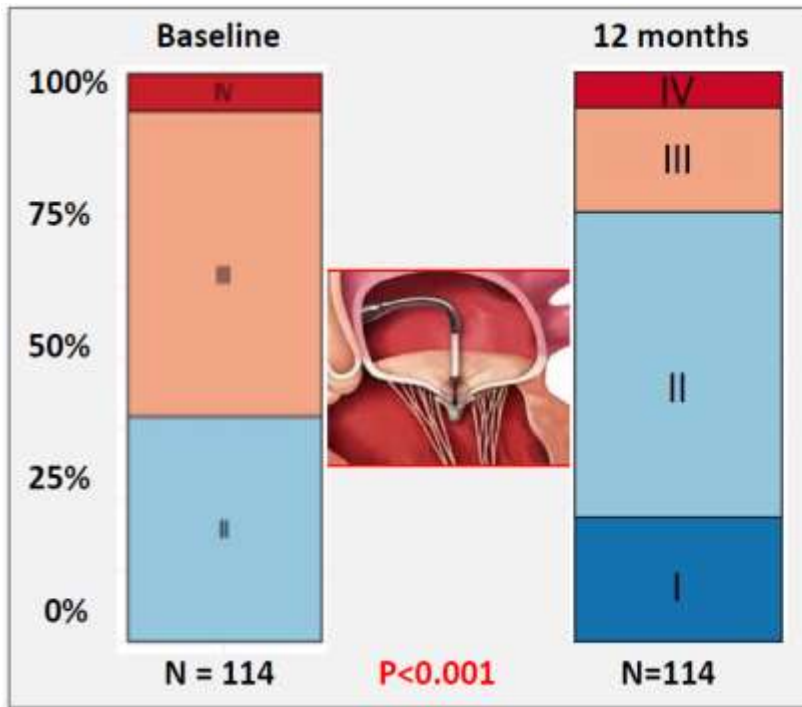 Baseline
12 months
100%
75%
50%
25%
0%
IV
III
II
IV
III
II
I
N = 114
P<0.001
N=114